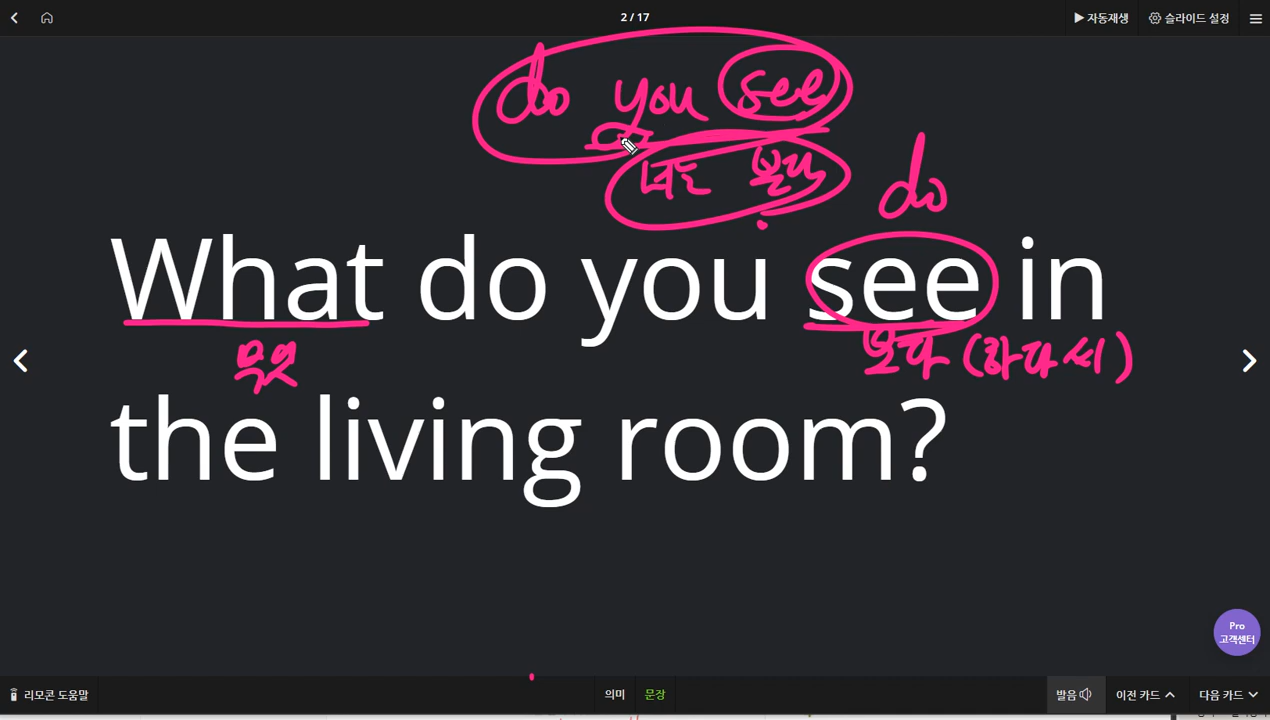 2 / 17
▶ 자동재생
슬라이드 설정
do you see
너는 본다
do
What do you see in
무엇
보다 (하다 씨)
the living room?
Pro
고객센터
리모콘 도움말
의미
문장
발음
이전 카드
다음 카드